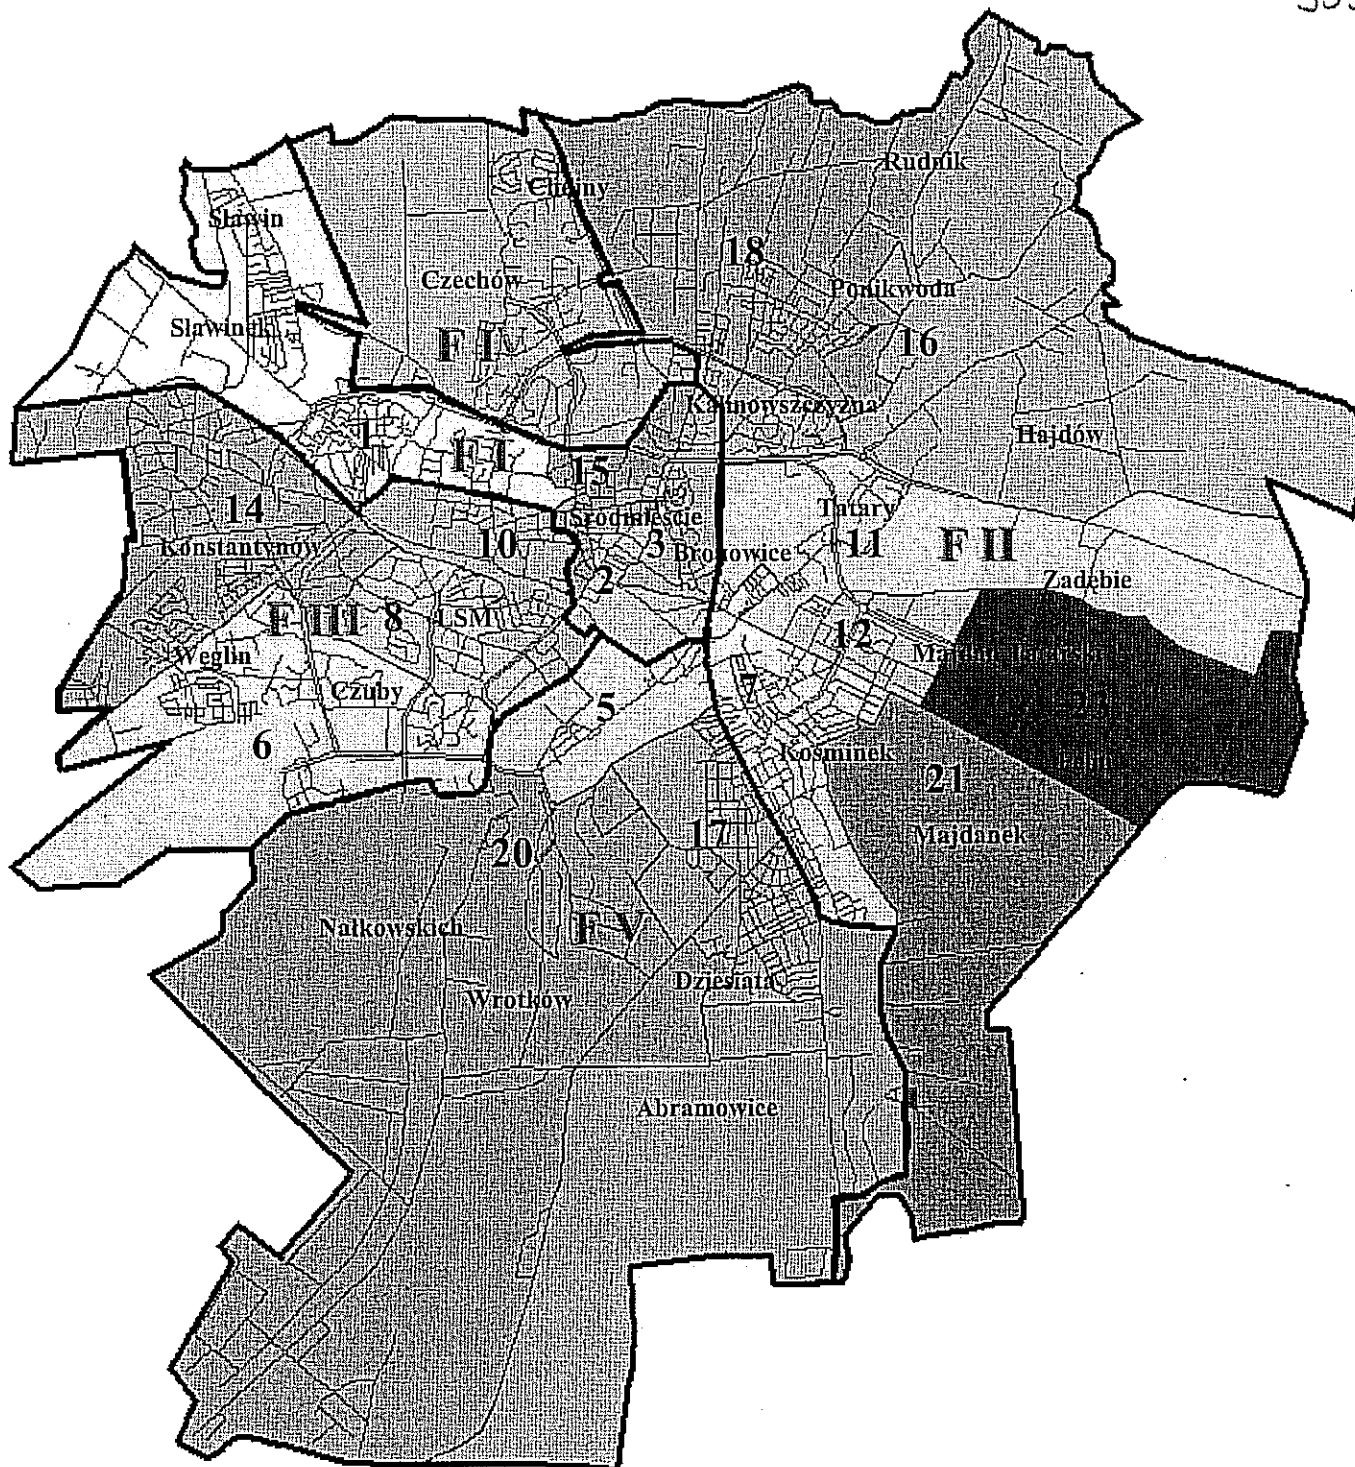 Rudnik
Chojny
Sławin
18
Czechów
Ponikwoda
Sławinek
F IV
16
Kalinowszczyzna
1
Hajdów
F I
15
14
Tatary
Śródmieście
Konstantynów
10
3
Bronowice
11
F II
2
Zadębie
F III
8
LSM
12
Węglin
Czuby
7
5
6
Kośminek
21
17
Majdanek
20
Nałkowskich
F V
Dziesiąta
Wrotków
Abramowice